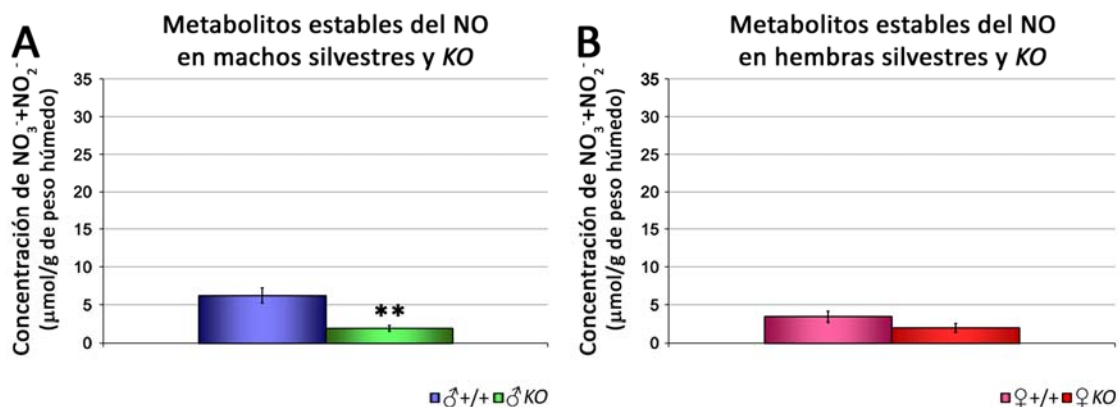 A
Metabolitos estables del NO
en machos silvestres y KO
Concentración de NO₃⁻+NO₂⁻
(µmol/g de peso húmedo)
35
30
25
20
15
10
5
0
**
♂+/+ ♂KO
B
Metabolitos estables del NO
en hembras silvestres y KO
Concentración de NO₃⁻+NO₂⁻
(µmol/g de peso húmedo)
35
30
25
20
15
10
5
0
♀+/+ ♀KO